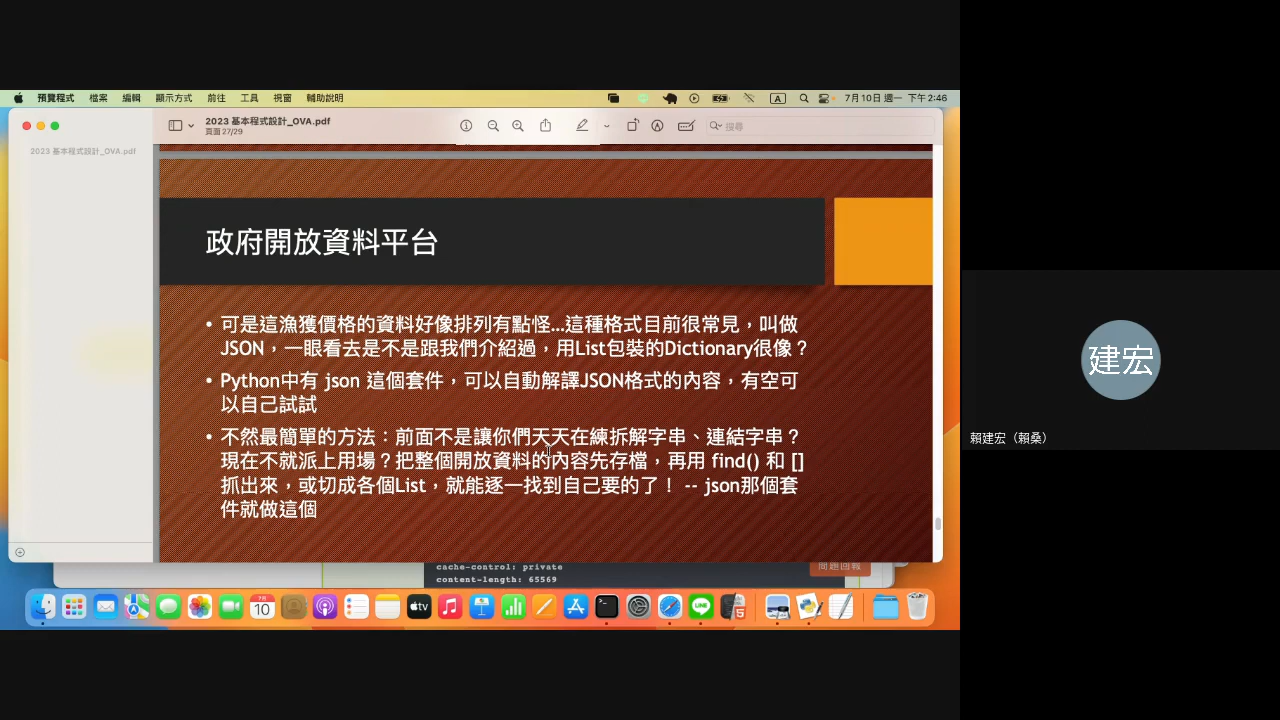 預覽程式 檔案 編輯 顯示方式 前往 工具 視窗 輔助說明
A
7月10日 週一 下午2:46
2023 基本程式設計_OVA.pdf
頁面 27/29
搜尋
2023 基本程式設計_OVA.pdf
政府開放資料平台
• 可是這漁獲價格的資料好像排列有點怪...這種格式目前很常見，叫做
JSON，一眼看去是不是跟我們介紹過，用List包裝的Dictionary很像？
• Python中有 json 這個套件，可以自動解譯JSON格式的內容，有空可
以自己試試
• 不然最簡單的方法：前面不是讓你們天天在練拆解字串、連結字串？
現在不就派上用場？把整個開放資料的內容先存檔，再用 find() 和 []
抓出來，或切成各個List，就能逐一找到自己要的了！ -- json那個套
件就做這個
cache-control: private
content-length: 65569
問題回報
7月
10
tv
5
LINE
建宏
賴建宏（賴桑）